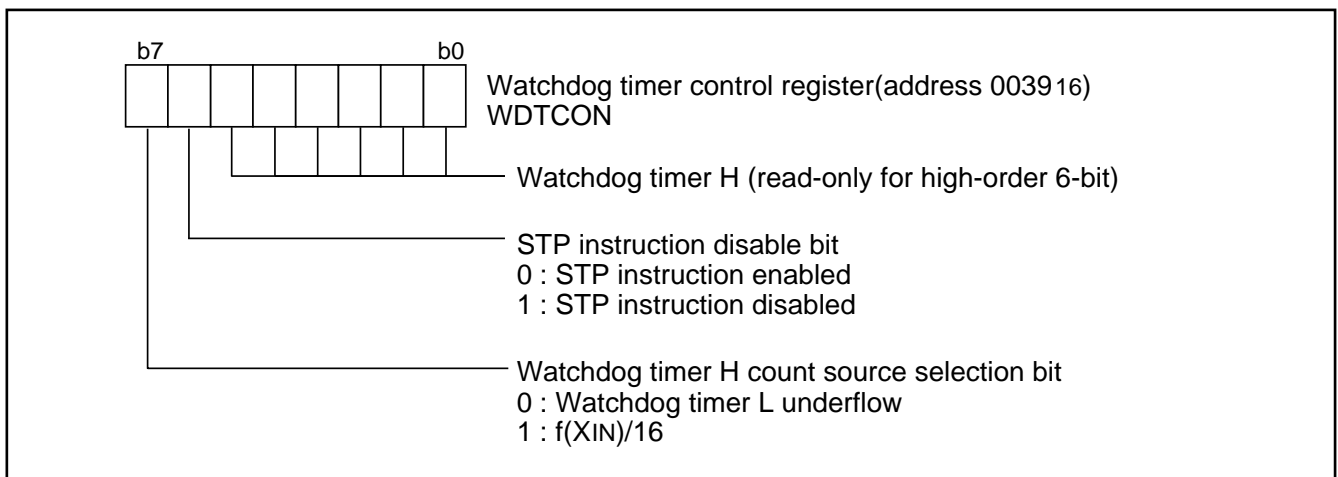 b7 b0
Watchdog timer control register(address 003916)
WDTCON
Watchdog timer H (read-only for high-order 6-bit)
STP instruction disable bit
0 : STP instruction enabled
1 : STP instruction disabled
Watchdog timer H count source selection bit
0 : Watchdog timer L underflow
1 : f(XIN)/16